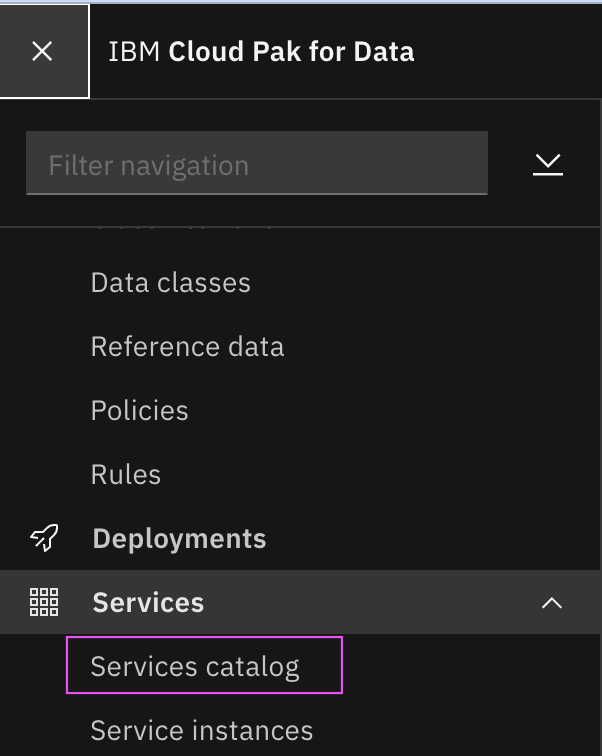 IBM Cloud Pak for Data
Filter navigation
Data classes
Reference data
Policies
Rules
Deployments
Services
Services catalog
Service instances